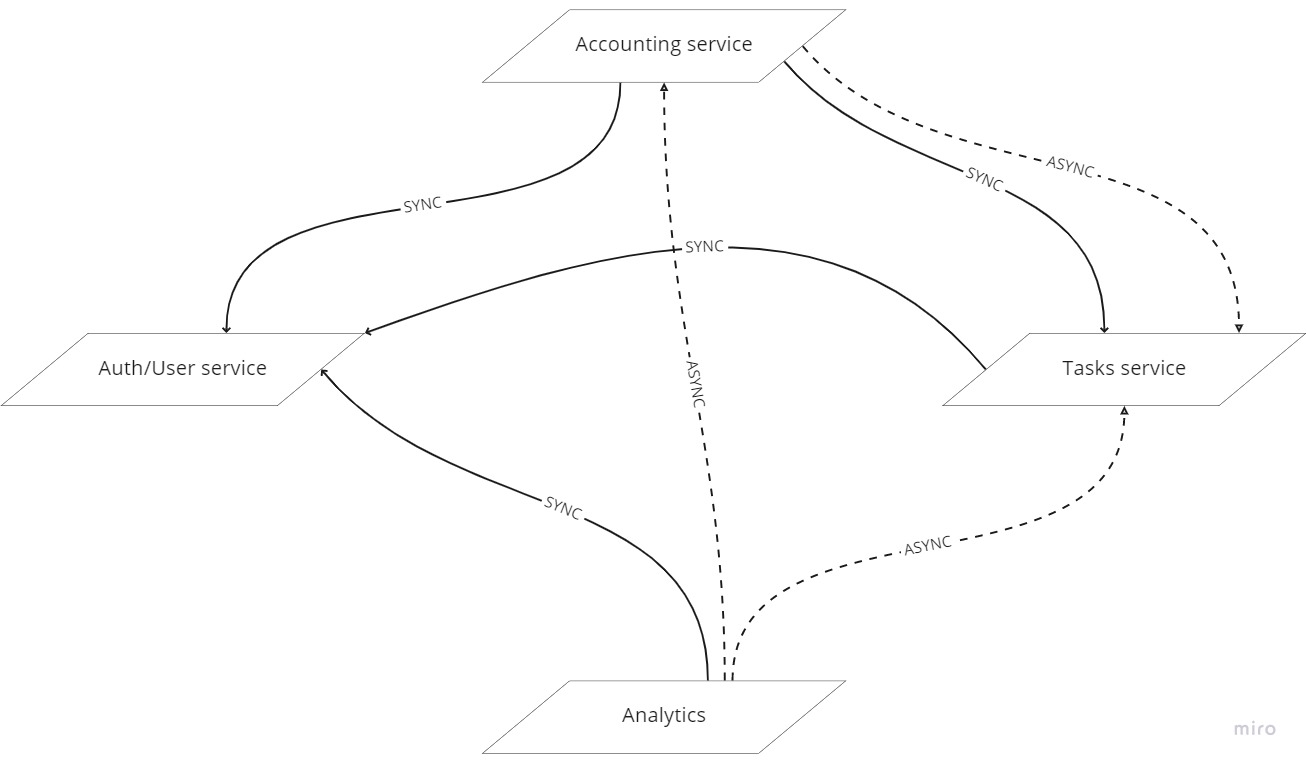 Accounting service
ASYNC
SYNC
SYNC
SYNC
Auth/User service
Tasks service
ASYNC
SYNC
ASYNC
Analytics
miro